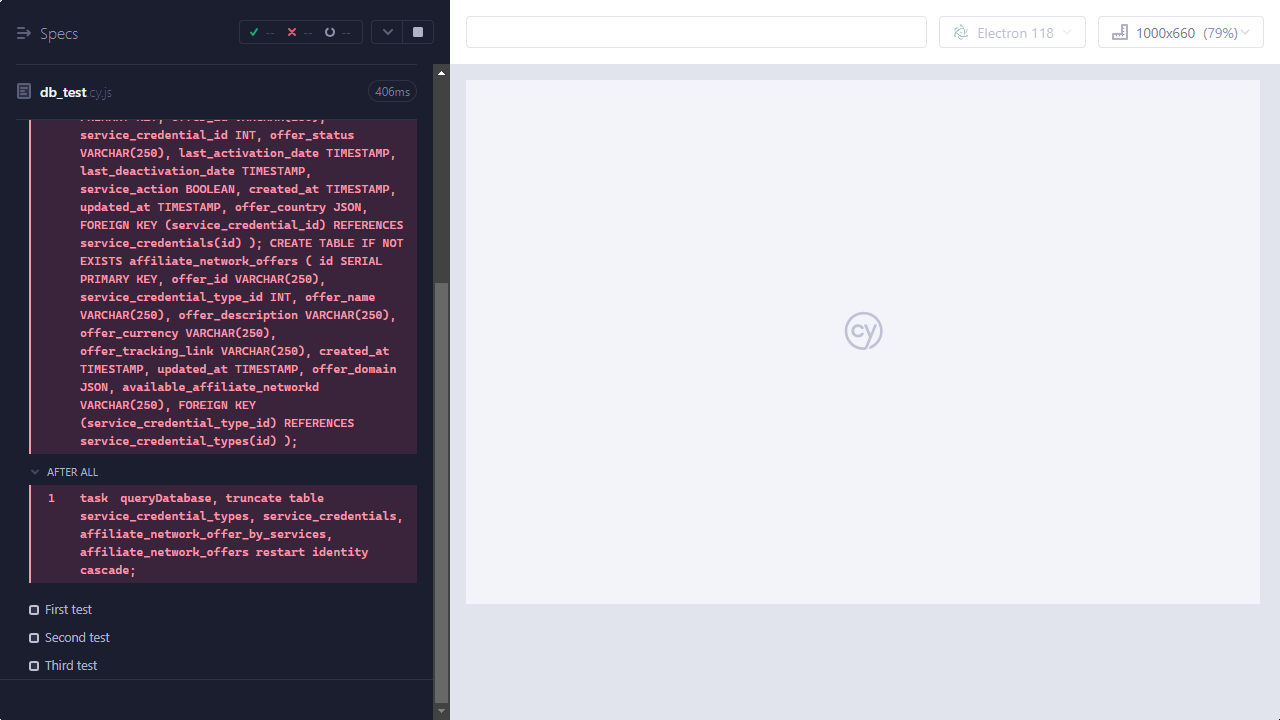 Specs
--
--
--
Electron 118
1000x660 (79%)
db_test.cy.js
406ms
PRIMARY KEY, offer_id VARCHAR(250),
service_credential_id INT, offer_status
VARCHAR(250), last_activation_date TIMESTAMP,
last_deactivation_date TIMESTAMP,
service_action BOOLEAN, created_at TIMESTAMP,
updated_at TIMESTAMP, offer_country JSON,
FOREIGN KEY (service_credential_id) REFERENCES
service_credentials(id) ); CREATE TABLE IF NOT
EXISTS affiliate_network_offers ( id SERIAL
PRIMARY KEY, offer_id VARCHAR(250),
service_credential_type_id INT, offer_name
VARCHAR(250), offer_description VARCHAR(250),
offer_currency VARCHAR(250),
offer_tracking_link VARCHAR(250), created_at
TIMESTAMP, updated_at TIMESTAMP, offer_domain
JSON, available_affiliate_networkd
VARCHAR(250), FOREIGN KEY
(service_credential_type_id) REFERENCES
service_credential_types(id) );
AFTER ALL
1 task queryDatabase, truncate table
service_credential_types, service_credentials,
affiliate_network_offer_by_services,
affiliate_network_offers restart identity
cascade;
First test
Second test
Third test
cy